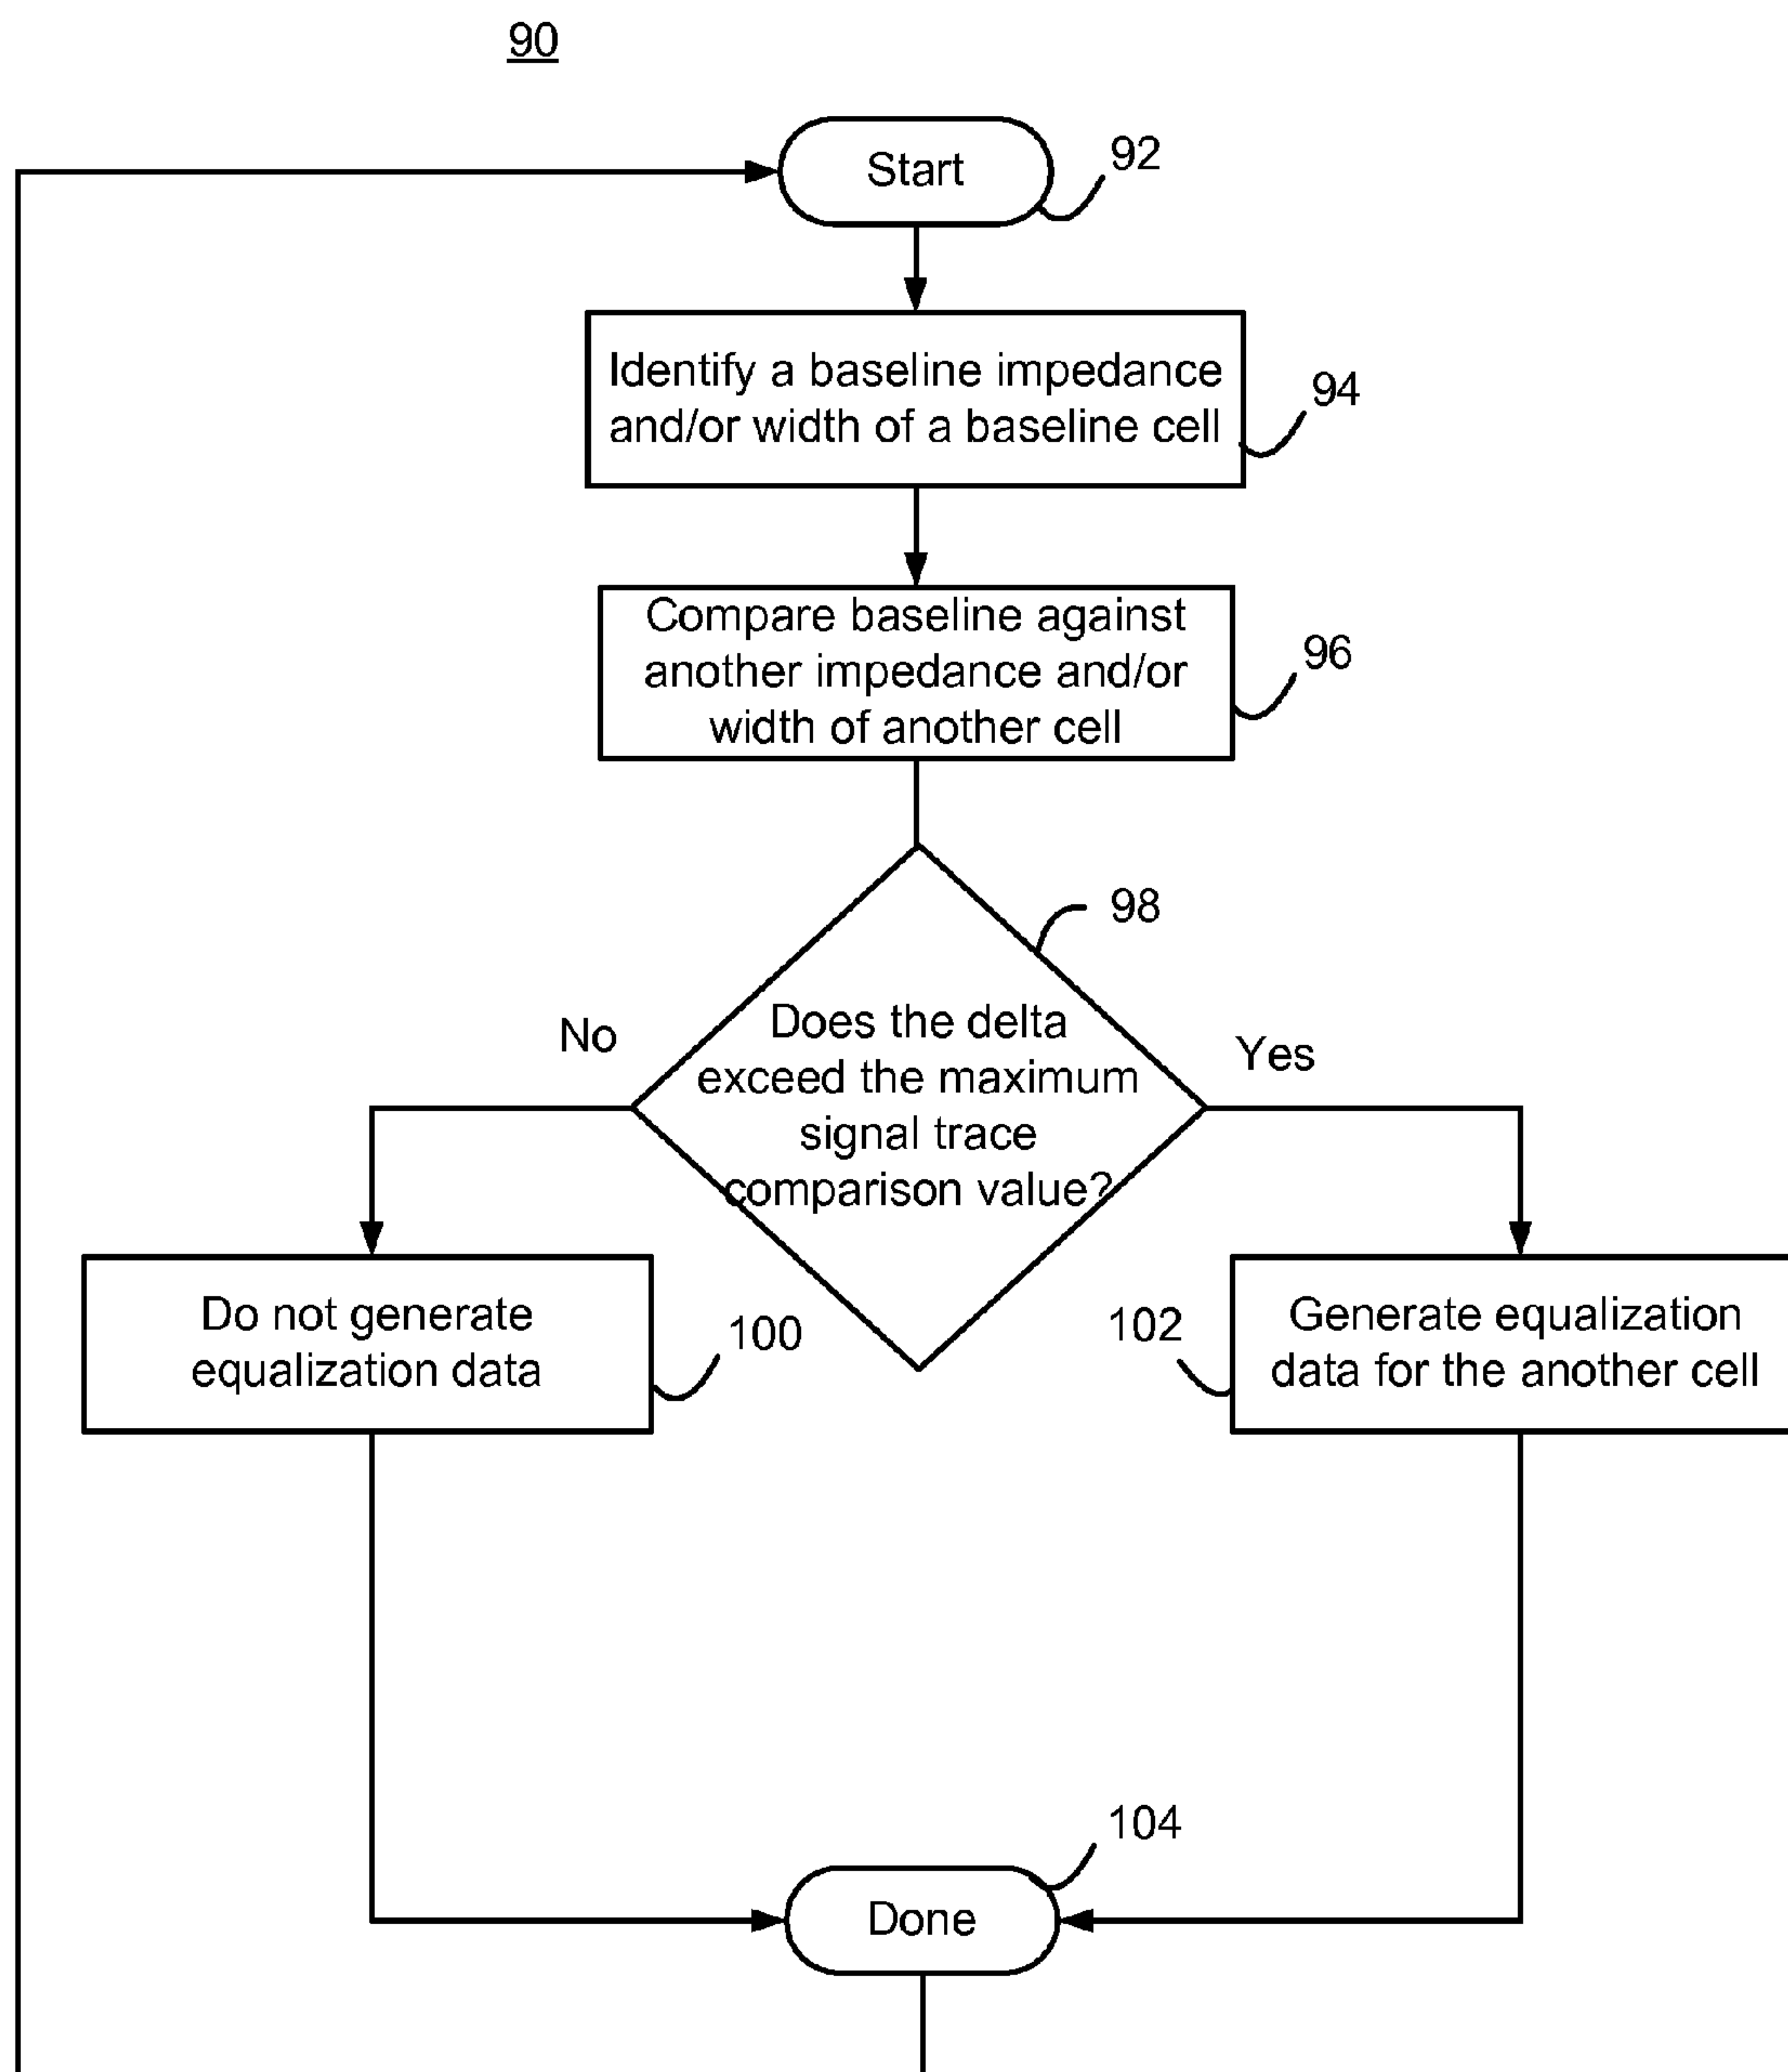 90
Start
92
Identify a baseline impedance
and/or width of a baseline cell
94
Compare baseline against
another impedance and/or
width of another cell
96
98
Does the delta
exceed the maximum
signal trace
comparison value?
No
Yes
Do not generate
equalization data
100
102
Generate equalization
data for the another cell
104
Done